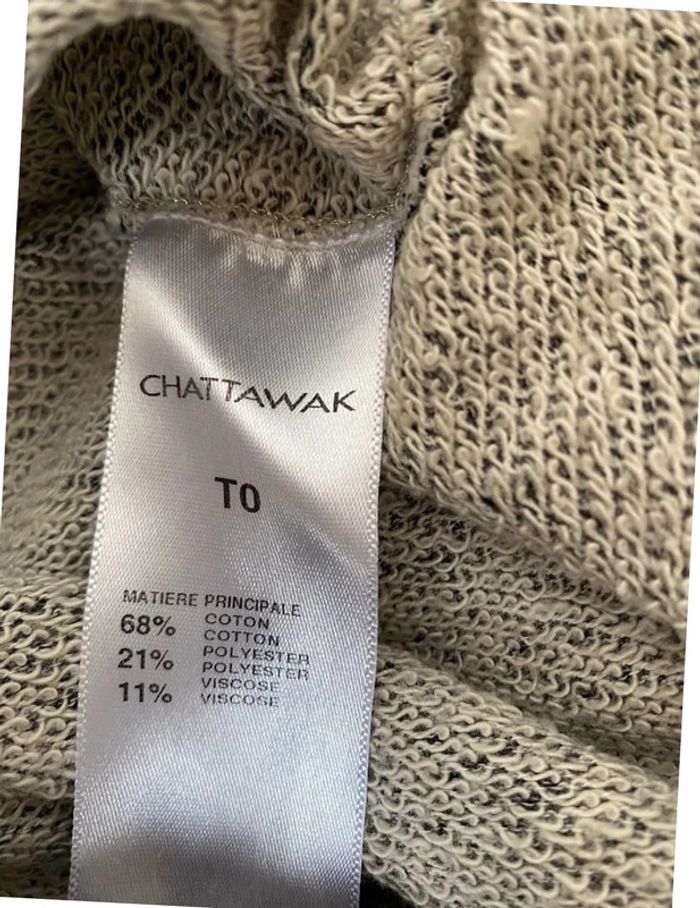 CHATTAWAK
T0
MATIERE PRINCIPALE
68% COTON
COTTON
21% POLYESTER
POLYESTER
11% VISCOSE
VISCOSE